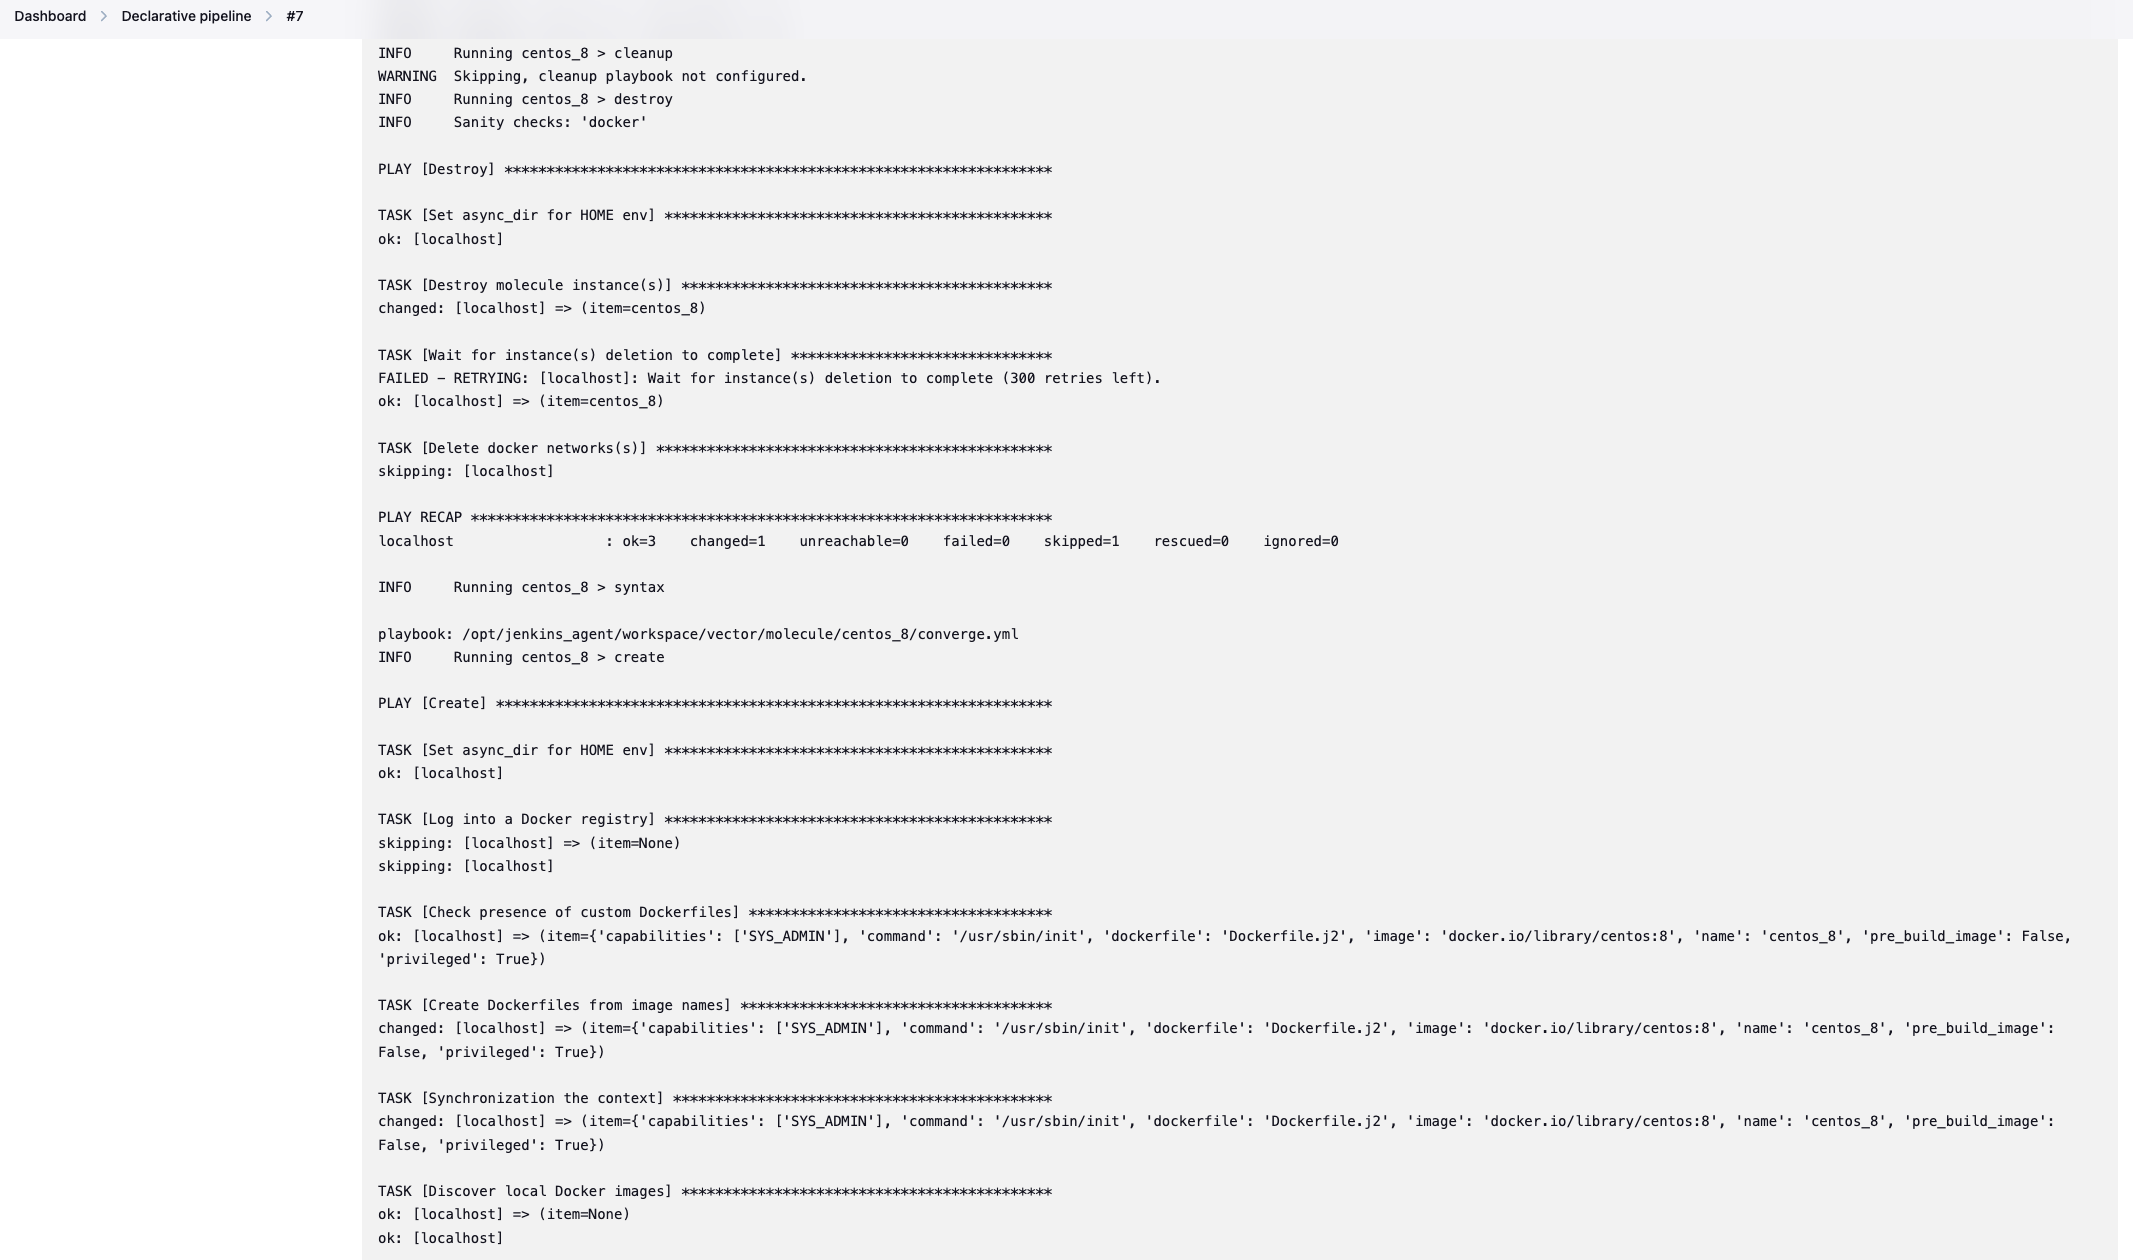 Dashboard > Declarative pipeline > #7
INFO     Running centos_8 > cleanup
WARNING  Skipping, cleanup playbook not configured.
INFO     Running centos_8 > destroy
INFO     Sanity checks: 'docker'
PLAY [Destroy] *****************************************************************
TASK [Set async_dir for HOME env] **********************************************
ok: [localhost]
TASK [Destroy molecule instance(s)] ********************************************
changed: [localhost] => (item=centos_8)
TASK [Wait for instance(s) deletion to complete] *******************************
FAILED - RETRYING: [localhost]: Wait for instance(s) deletion to complete (300 retries left).
ok: [localhost] => (item=centos_8)
TASK [Delete docker networks(s)] ***********************************************
skipping: [localhost]
PLAY RECAP *********************************************************************
localhost                  : ok=3    changed=1    unreachable=0    failed=0    skipped=1    rescued=0    ignored=0
INFO     Running centos_8 > syntax
playbook: /opt/jenkins_agent/workspace/vector/molecule/centos_8/converge.yml
INFO     Running centos_8 > create
PLAY [Create] ******************************************************************
TASK [Set async_dir for HOME env] **********************************************
ok: [localhost]
TASK [Log into a Docker registry] **********************************************
skipping: [localhost] => (item=None)
skipping: [localhost]
TASK [Check presence of custom Dockerfiles] ************************************
ok: [localhost] => (item={'capabilities': ['SYS_ADMIN'], 'command': '/usr/sbin/init', 'dockerfile': 'Dockerfile.j2', 'image': 'docker.io/library/centos:8', 'name': 'centos_8', 'pre_build_image': False,
'privileged': True})
TASK [Create Dockerfiles from image names] *************************************
changed: [localhost] => (item={'capabilities': ['SYS_ADMIN'], 'command': '/usr/sbin/init', 'dockerfile': 'Dockerfile.j2', 'image': 'docker.io/library/centos:8', 'name': 'centos_8', 'pre_build_image':
False, 'privileged': True})
TASK [Synchronization the context] *********************************************
changed: [localhost] => (item={'capabilities': ['SYS_ADMIN'], 'command': '/usr/sbin/init', 'dockerfile': 'Dockerfile.j2', 'image': 'docker.io/library/centos:8', 'name': 'centos_8', 'pre_build_image':
False, 'privileged': True})
TASK [Discover local Docker images] ********************************************
ok: [localhost] => (item=None)
ok: [localhost]